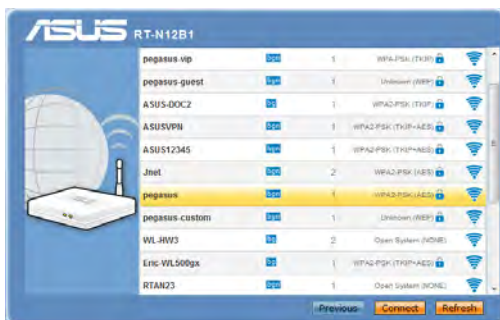 ASUS RT-N12B1
pegasus-vip bgn 1 WPA-PSK (TKIP)
pegasus-guest bgn 1 Unknown (WEP)
ASUS-DOC2 bg 1 WPA2-PSK (TKIP)
ASUSVPN bgn 1 WPA2-PSK (TKIP+AES)
ASUS12345 bgn 1 WPA2-PSK (TKIP+AES)
Jnet bgn 2 WPA2-PSK (AES)
pegasus bgn 1 WPA2-PSK (AES)
pegasus-custom bgn 1 Unknown (WEP)
WL-HW3 bg 2 Open System (NONE)
Eric-WL500gx bg 1 WPA2-PSK (TKIP+AES)
RTAN23 bgn 1 Open System (NONE)
Previous Connect Refresh